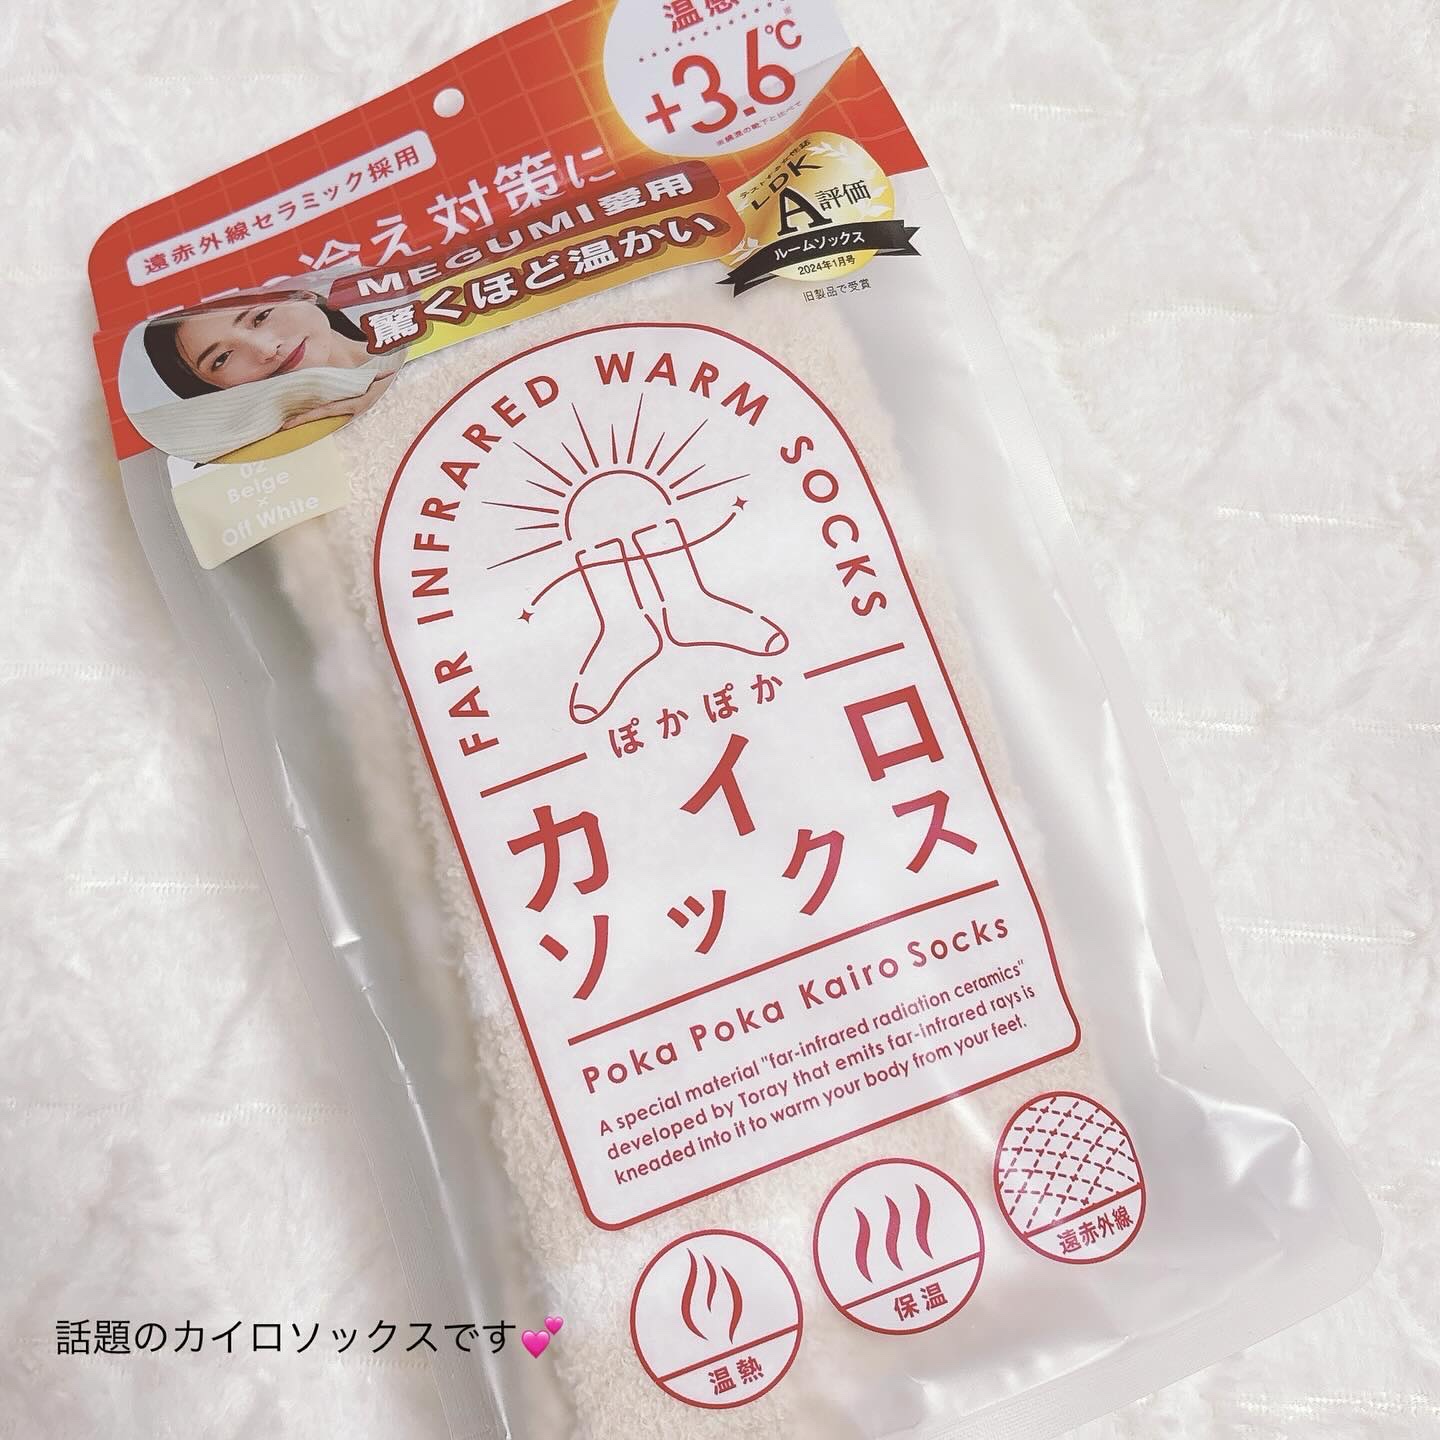 温感
+3.6℃
遠赤外線セラミック採用
冷え対策に
MEGUMI愛用
驚くほど温かい
LDK
A評価
ルームソックス
2024年1月号
旧製品で受賞
02
Beige
×
Off White
FAR INFRARED WARM SOCKS
ぽかぽか
カイロ
ソックス
Poka Poka Kairo Socks
A special material "far-infrared radiation ceramics"
developed by Toray that emits far-infrared rays is
kneaded into it to warm your body from your feet.
温熱
保温
遠赤外線
話題のカイロソックスです💕